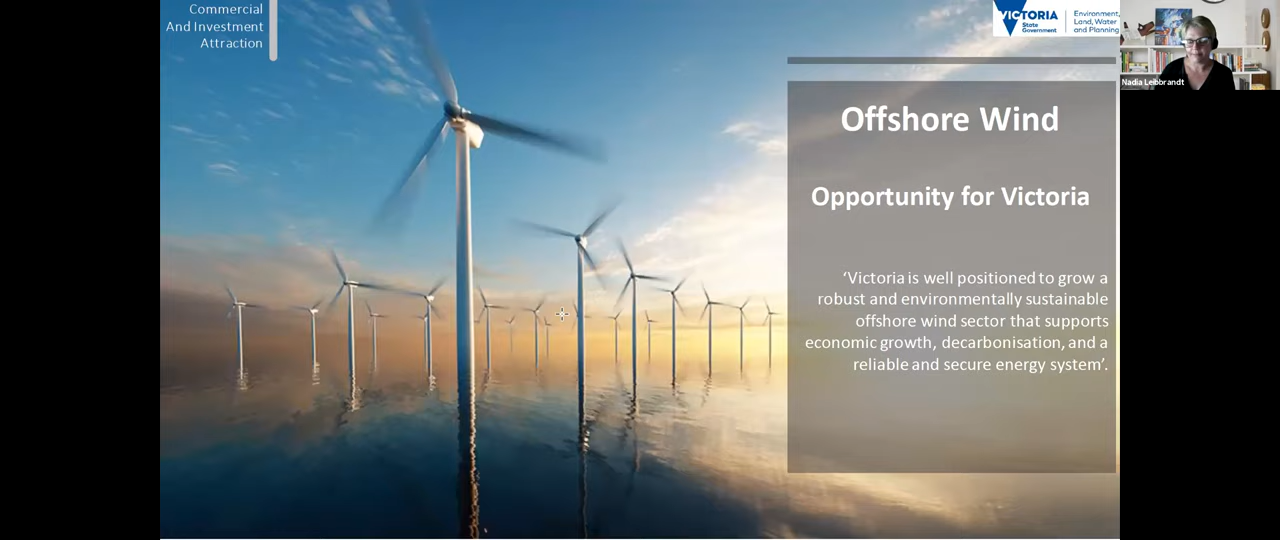 Commercial
And Investment
Attraction
VICTORIA
State
Government
Environment,
Land, Water
and Planning
Nadia Leibbrandt
Offshore Wind
Opportunity for Victoria
‘Victoria is well positioned to grow a
robust and environmentally sustainable
offshore wind sector that supports
economic growth, decarbonisation, and a
reliable and secure energy system’.